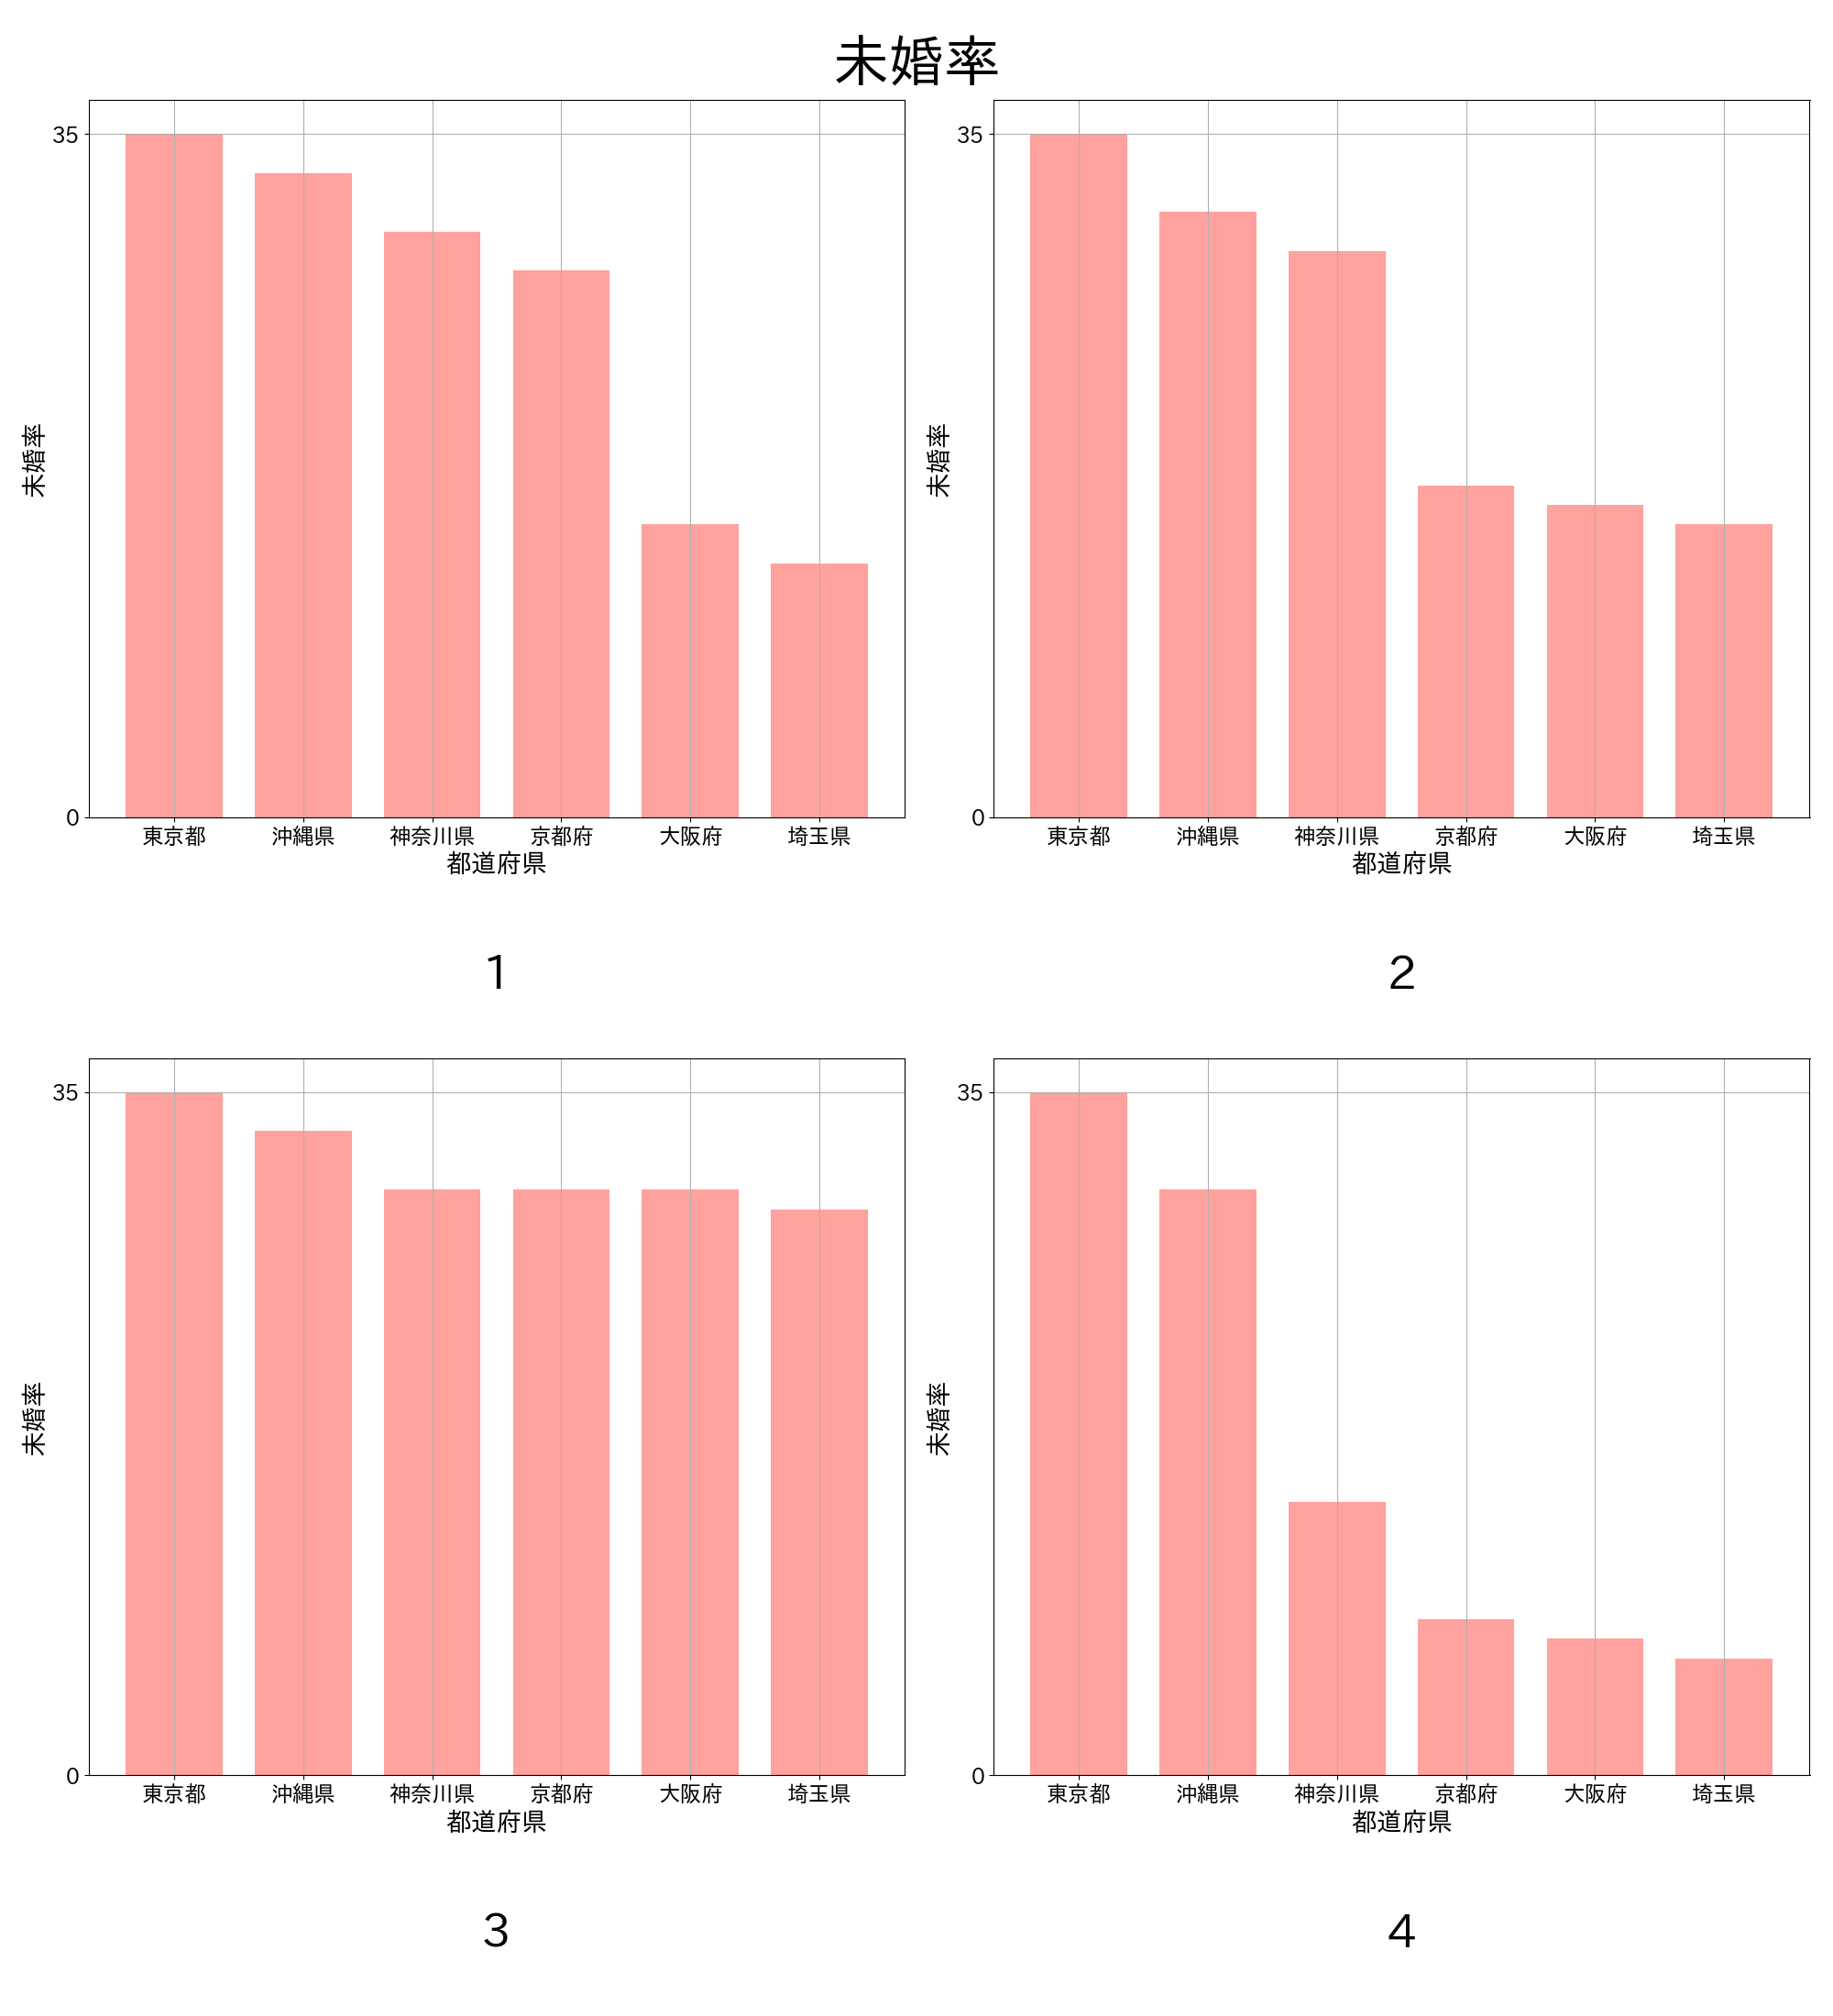 未婚率
35
0
未婚率
東京都 沖縄県 神奈川県 京都府 大阪府 埼玉県
都道府県
1
35
0
未婚率
東京都 沖縄県 神奈川県 京都府 大阪府 埼玉県
都道府県
2
35
0
未婚率
東京都 沖縄県 神奈川県 京都府 大阪府 埼玉県
都道府県
3
35
0
未婚率
東京都 沖縄県 神奈川県 京都府 大阪府 埼玉県
都道府県
4